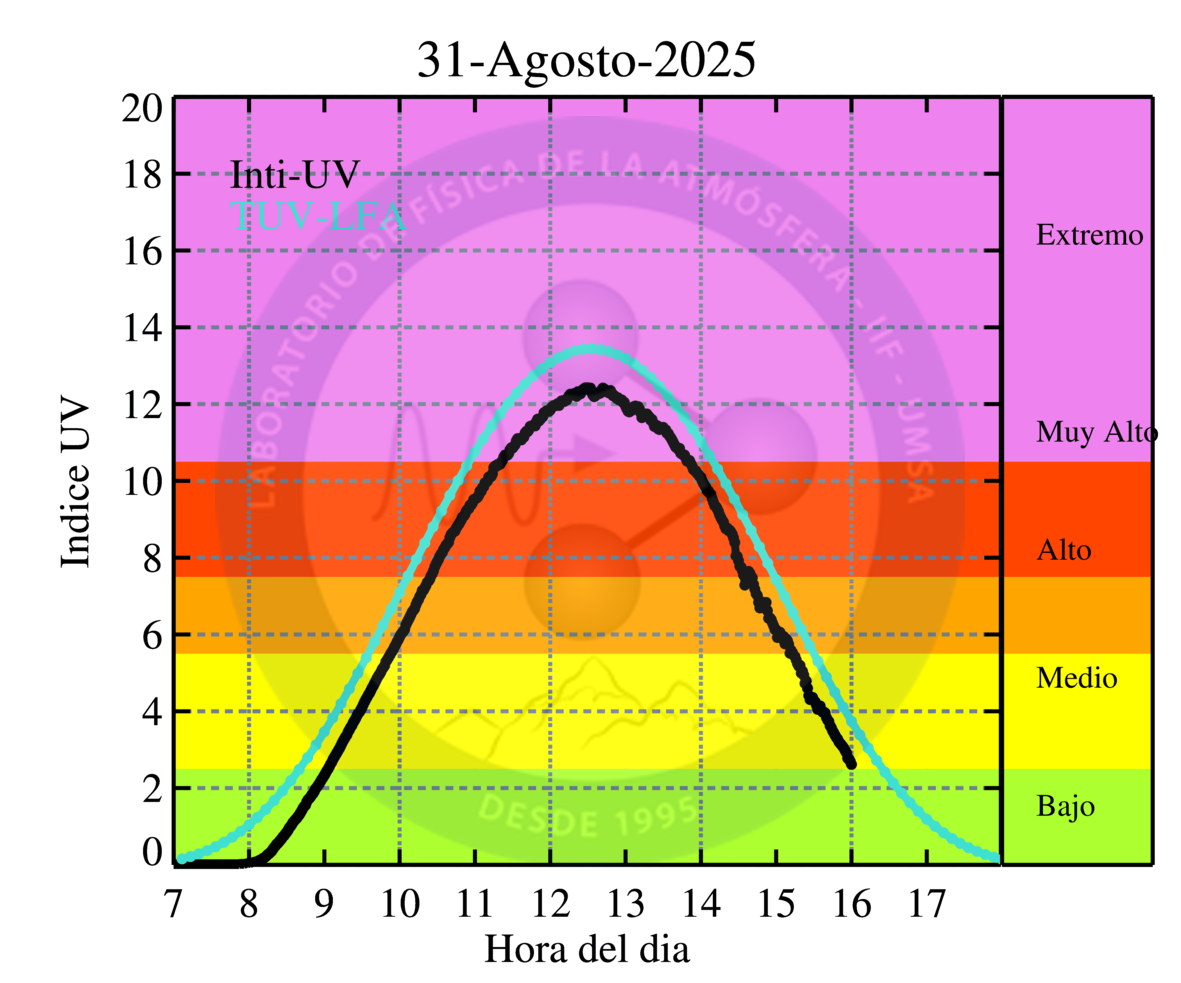 31-Agosto-2025
20
18
16
14
12
10
8
6
4
2
0
Indice UV
Inti-UV
TUV-LFA
LABORATORIO DE FÍSICA DE LA ATMÓSFERA - IIF - UMSA
DESDE 1995
Extremo
Muy Alto
Alto
Medio
Bajo
7 8 9 10 11 12 13 14 15 16 17
Hora del dia